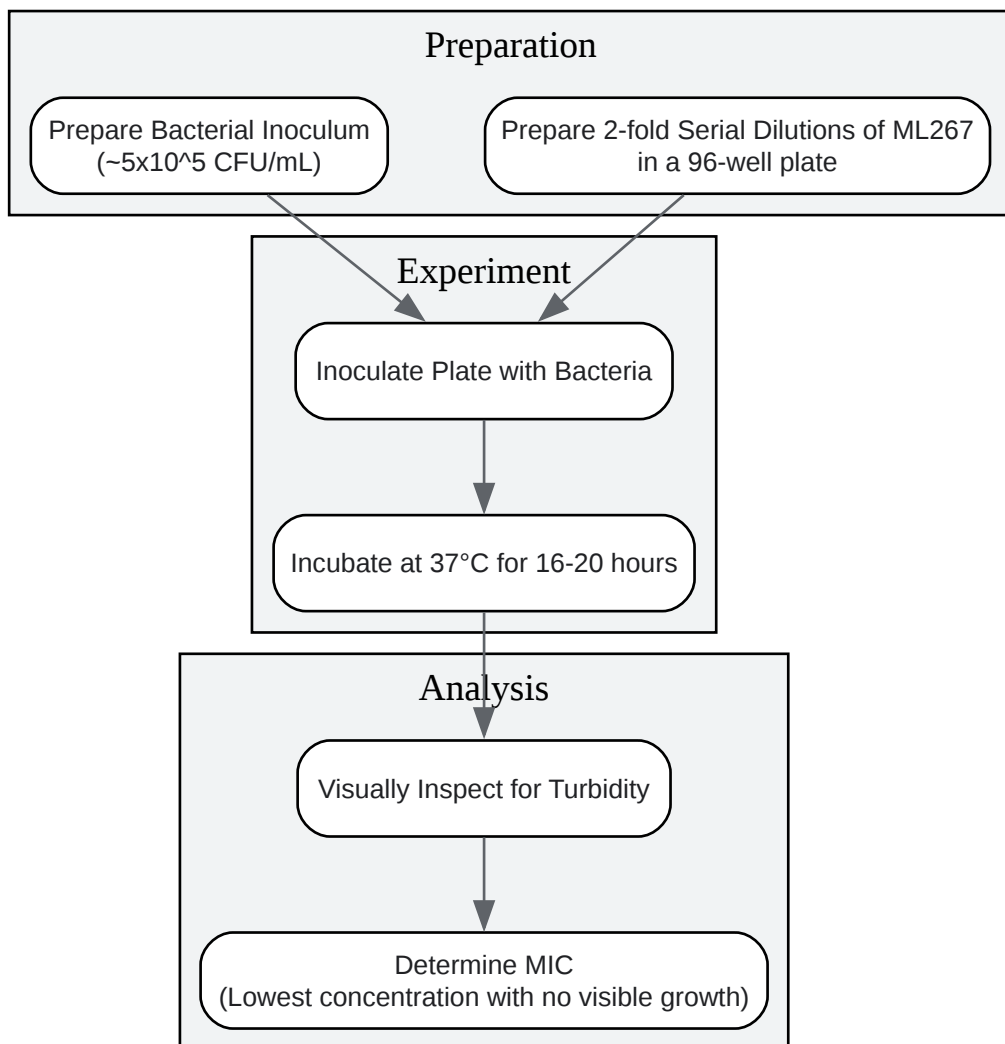 Preparation
Prepare Bacterial Inoculum
(~5x10^5 CFU/mL)
Prepare 2-fold Serial Dilutions of ML267
in a 96-well plate
Experiment
Inoculate Plate with Bacteria
Incubate at 37°C for 16-20 hours
Analysis
Visually Inspect for Turbidity
Determine MIC
(Lowest concentration with no visible growth)